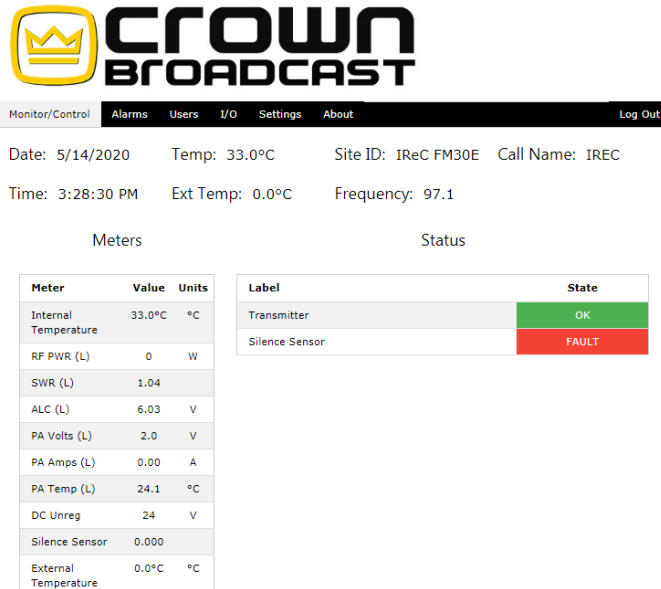 crown
BROADCAST
Monitor/Control Alarms Users I/O Settings About Log Out
Date: 5/14/2020 Temp: 33.0°C Site ID: IReC FM30E Call Name: IREC
Time: 3:28:30 PM Ext Temp: 0.0°C Frequency: 97.1
Meters
Meter Value Units
Internal Temperature 33.0°C °C
RF PWR (L) 0 W
SWR (L) 1.04
ALC (L) 6.03 V
PA Volts (L) 2.0 V
PA Amps (L) 0.00 A
PA Temp (L) 24.1 °C
DC Unreg 24 V
Silence Sensor 0.000
External Temperature 0.0°C °C
Status
Label State
Transmitter OK
Silence Sensor FAULT